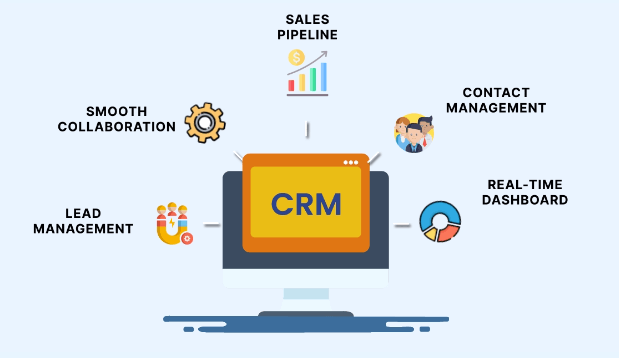 SALES
PIPELINE
SMOOTH
COLLABORATION
CONTACT
MANAGEMENT
CRM
LEAD
MANAGEMENT
REAL-TIME
DASHBOARD